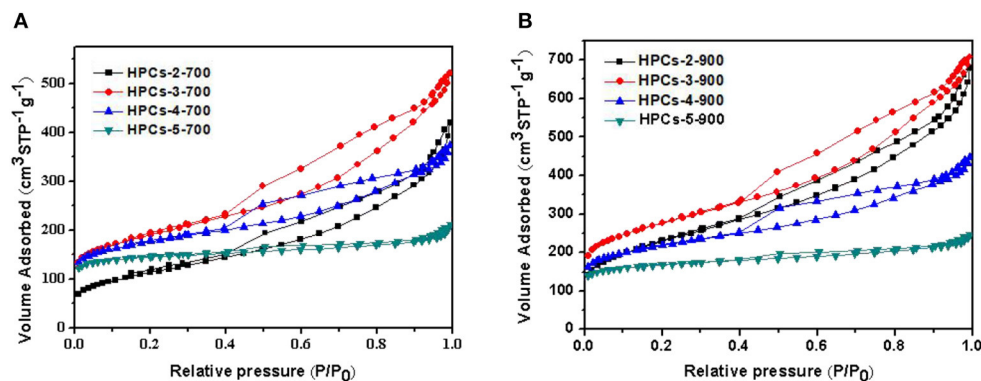 A
Volume Adsorbed (cm³STP⁻¹g⁻¹)
500
400
300
200
100
0
HPCs-2-700
HPCs-3-700
HPCs-4-700
HPCs-5-700
0.0 0.2 0.4 0.6 0.8 1.0
Relative pressure (P/P₀)
B
Volume Adsorbed (cm³STP⁻¹g⁻¹)
700
600
500
400
300
200
100
0
HPCs-2-900
HPCs-3-900
HPCs-4-900
HPCs-5-900
0.0 0.2 0.4 0.6 0.8 1.0
Relative pressure (P/P₀)